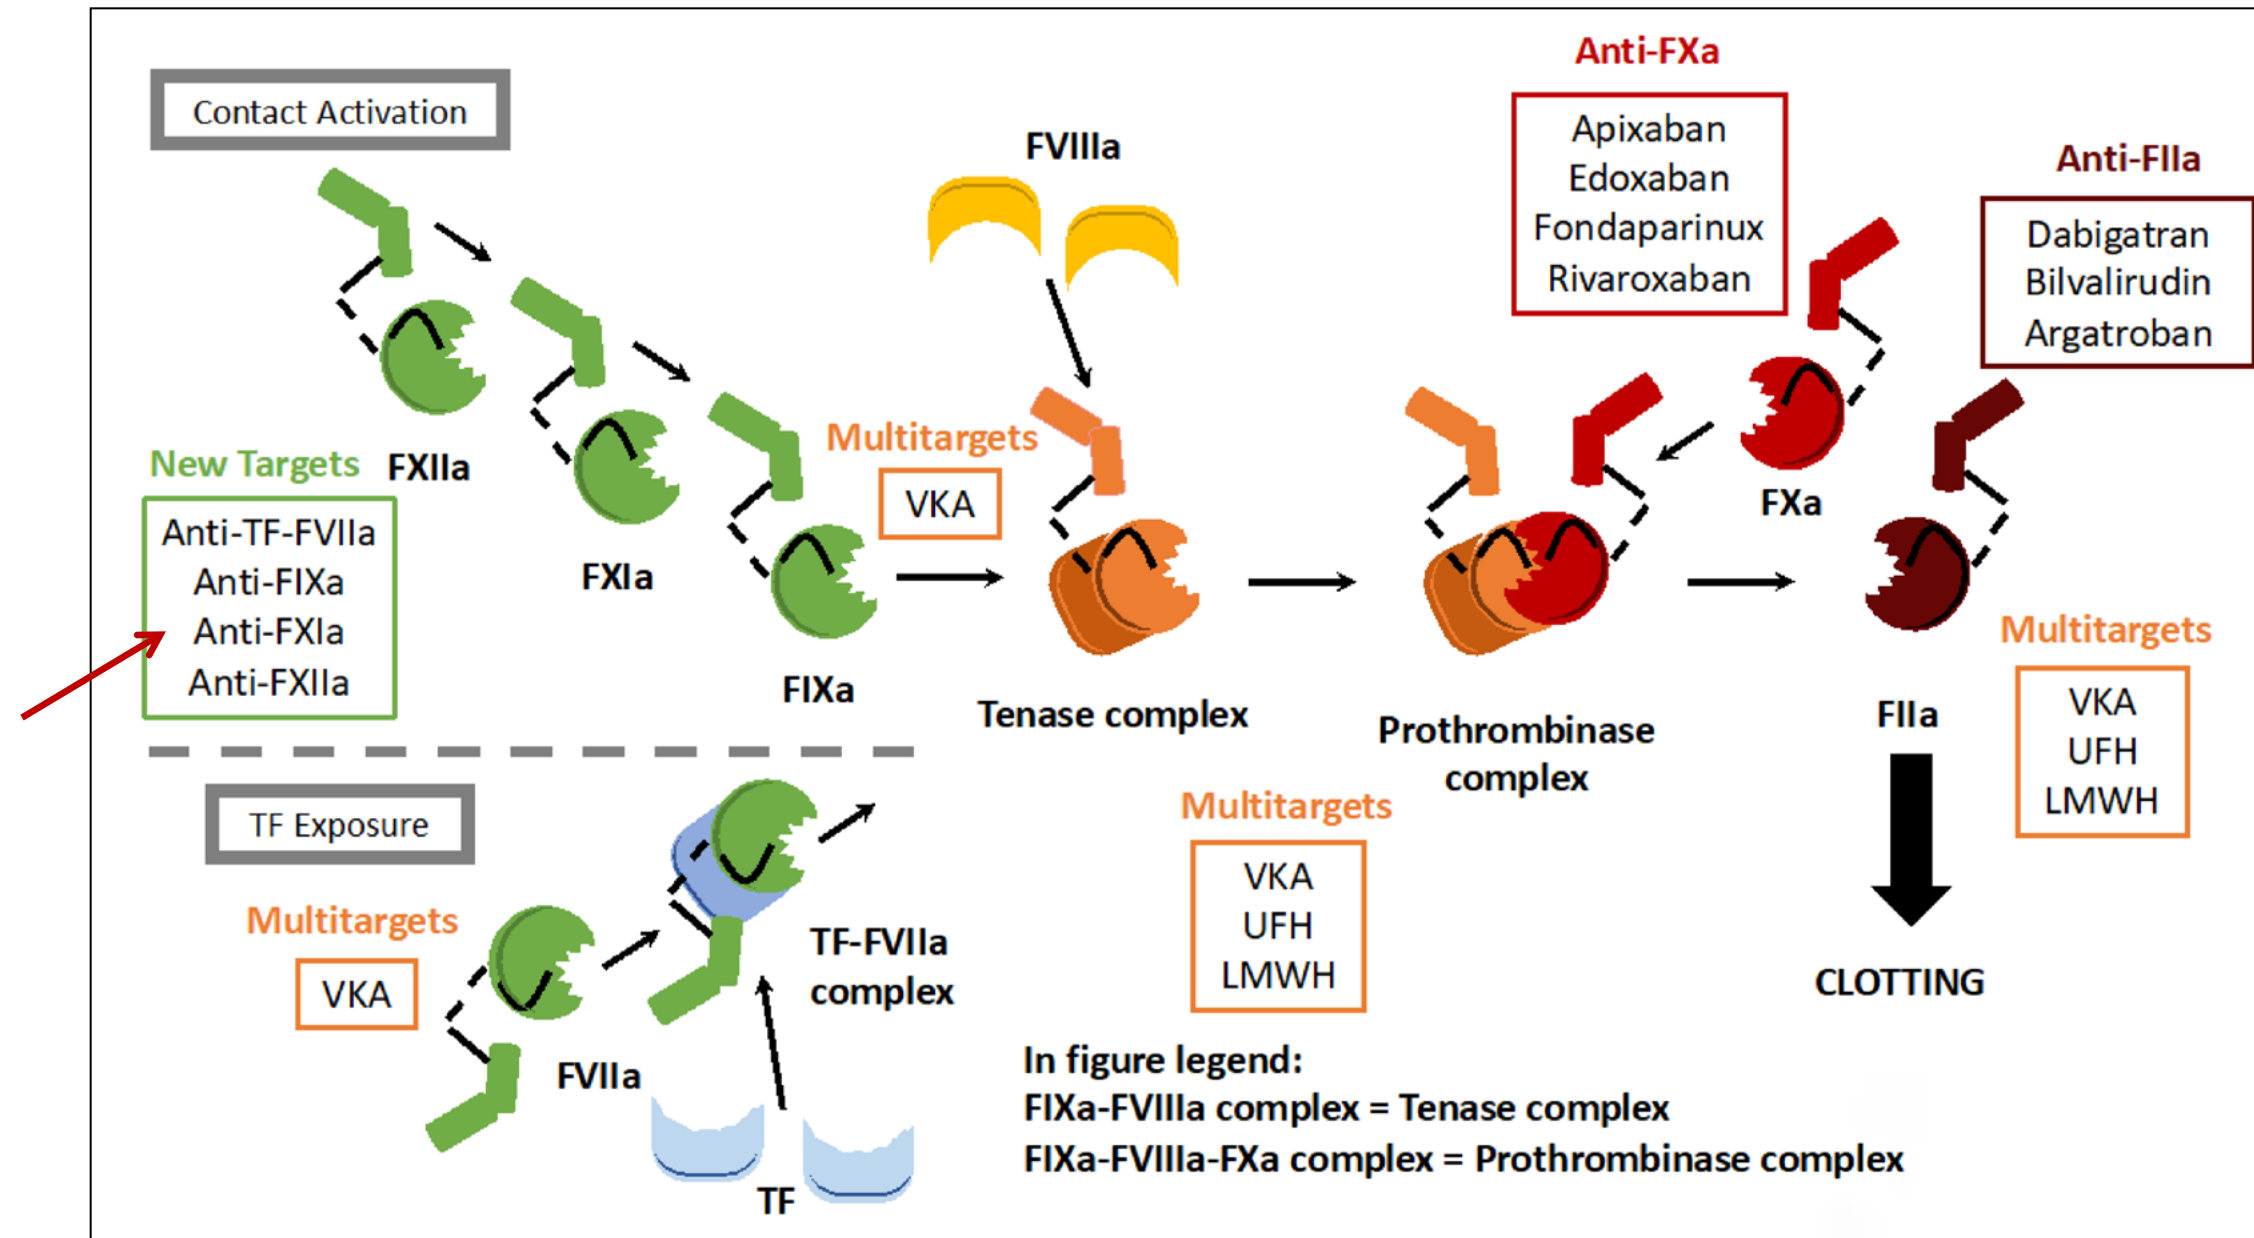 Contact Activation
FXIIa
FXIa
FIXa
New Targets
Anti-TF-FVIIa
Anti-FIXa
Anti-FXIa
Anti-FXIIa
FVIIIa
Multitargets
VKA
Tenase complex
Anti-FXa
Apixaban
Edoxaban
Fondaparinux
Rivaroxaban
FXa
Prothrombinase
complex
Anti-FIIa
Dabigatran
Bilvalirudin
Argatroban
FIIa
Multitargets
VKA
UFH
LMWH
CLOTTING
Multitargets
VKA
UFH
LMWH
TF Exposure
Multitargets
VKA
FVIIa
TF-FVIIa
complex
TF
In figure legend:
FIXa-FVIIIa complex = Tenase complex
FIXa-FVIIIa-FXa complex = Prothrombinase complex